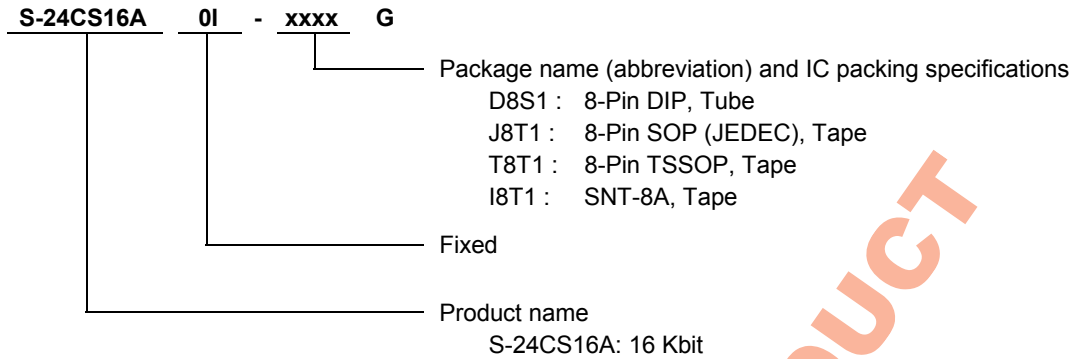 S-24CS16A 0I - xxxx G
Package name (abbreviation) and IC packing specifications
D8S1 : 8-Pin DIP, Tube
J8T1 : 8-Pin SOP (JEDEC), Tape
T8T1 : 8-Pin TSSOP, Tape
I8T1 : SNT-8A, Tape
Fixed
Product name
S-24CS16A: 16 Kbit
DUCT